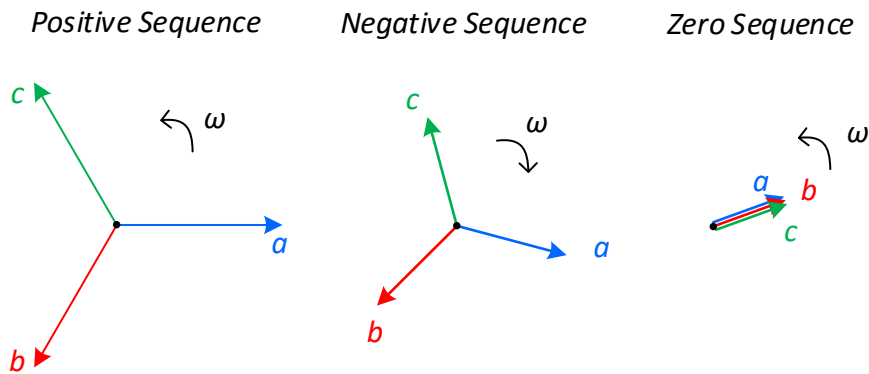 Positive Sequence
Negative Sequence
Zero Sequence
c
ω
a
b
c
ω
a
b
ω
a
b
c